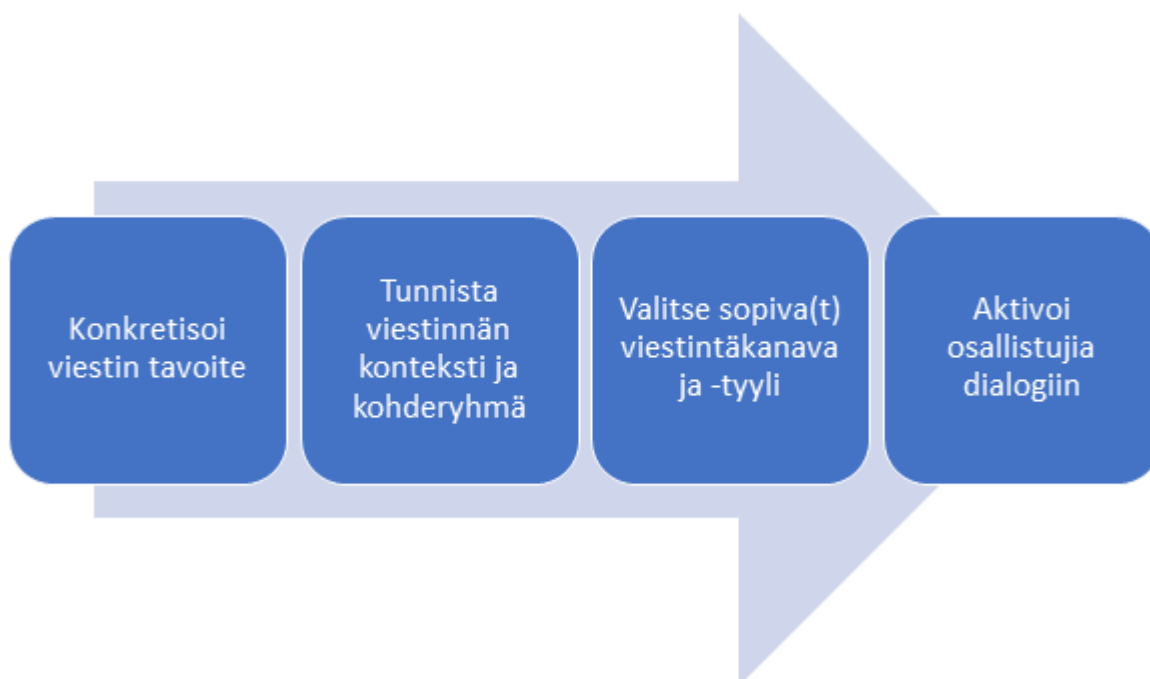 Konkretisoi
viestin tavoite
Tunnista
viestinnän
konteksti ja
kohderyhmä
Valitse sopiva(t)
viestintäkanava
ja -tyyli
Aktivoi
osallistujia
dialogiin